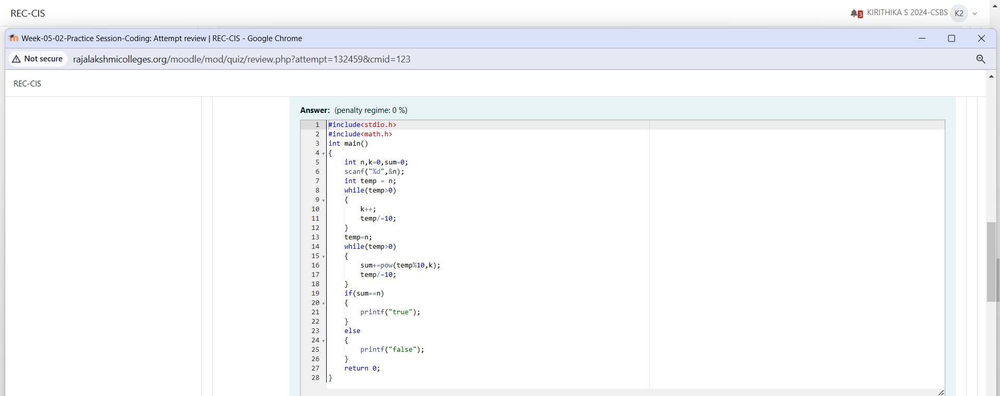 REC-CIS
3 KIRITHIKA S 2024-CSBS K2
Week-05-02-Practice Session-Coding: Attempt review | REC-CIS - Google Chrome
Not secure rajalakshmicolleges.org/moodle/mod/quiz/review.php?attempt=132459&cmid=123
REC-CIS
Answer: (penalty regime: 0 %)
1 #include<stdio.h>
2 #include<math.h>
3 int main()
4 {
5 int n,k=0,sum=0;
6 scanf("%d",&n);
7 int temp = n;
8 while(temp>0)
9 {
10 k++;
11 temp/=10;
12 }
13 temp=n;
14 while(temp>0)
15 {
16 sum+=pow(temp%10,k);
17 temp/=10;
18 }
19 if(sum==n)
20 {
21 printf("true");
22 }
23 else
24 {
25 printf("false");
26 }
27 return 0;
28 }